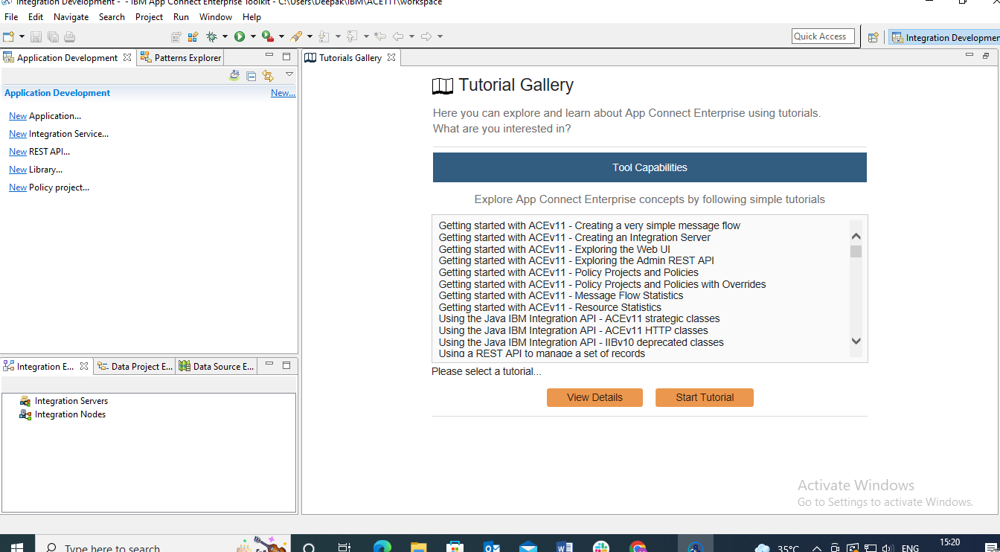 Integration Development - - IBM App Connect Enterprise Toolkit - C:\Users\Deepak\IBM\ACET11\workspace
File Edit Navigate Search Project Run Window Help
Quick Access
Integration Developmen
Application Development
Patterns Explorer
Application Development New...
New Application...
New Integration Service...
New REST API...
New Library...
New Policy project...
Integration E...
Data Project E...
Data Source E...
Integration Servers
Integration Nodes
Tutorials Gallery
Tutorial Gallery
Here you can explore and learn about App Connect Enterprise using tutorials.
What are you interested in?
Tool Capabilities
Explore App Connect Enterprise concepts by following simple tutorials
Getting started with ACEv11 - Creating a very simple message flow
Getting started with ACEv11 - Creating an Integration Server
Getting started with ACEv11 - Exploring the Web UI
Getting started with ACEv11 - Exploring the Admin REST API
Getting started with ACEv11 - Policy Projects and Policies
Getting started with ACEv11 - Policy Projects and Policies with Overrides
Getting started with ACEv11 - Message Flow Statistics
Getting started with ACEv11 - Resource Statistics
Using the Java IBM Integration API - ACEv11 strategic classes
Using the Java IBM Integration API - ACEv11 HTTP classes
Using the Java IBM Integration API - IIBv10 deprecated classes
Using a REST API to manage a set of records
Please select a tutorial...
View Details
Start Tutorial
Activate Windows
Go to Settings to activate Windows.
Type here to search
35°C
ENG
15:20